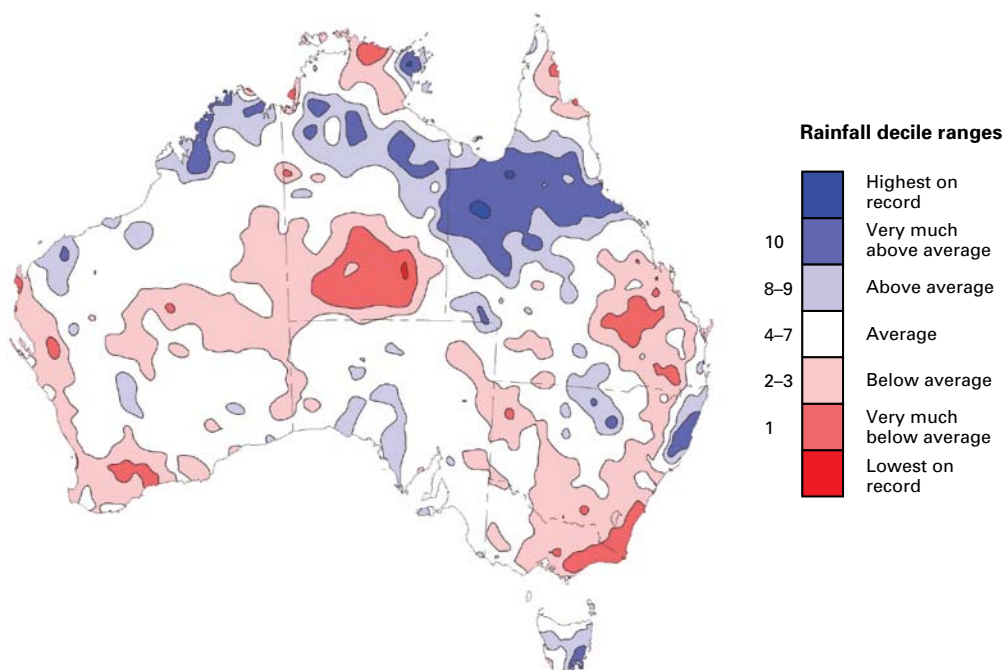 Rainfall decile ranges
Highest on
record
10
Very much
above average
8–9
Above average
4–7
Average
2–3
Below average
1
Very much
below average
Lowest on
record